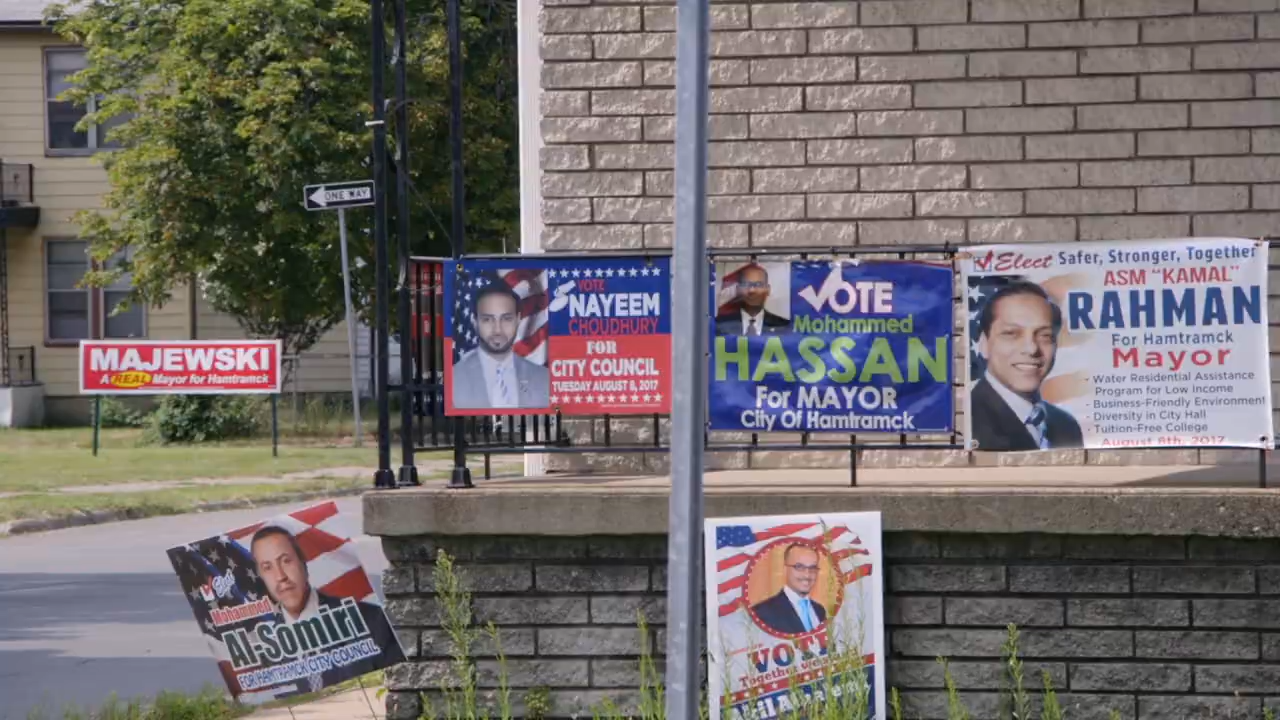 ONE WAY
MAJEWSKI
A REAL Mayor for Hamtramck
VOTE
NAYEEM
CHOUDHURY
FOR
CITY COUNCIL
TUESDAY AUGUST 8, 2017
VOTE
Mohammed
HASSAN
For MAYOR
City Of Hamtramck
Elect Safer, Stronger, Together
ASM "KAMAL"
RAHMAN
For Hamtramck
Mayor
- Water Residential Assistance
Program for Low Income
- Business-Friendly Environment
- Diversity in City Hall
- Tuition-Free College
August 8th, 2017
Elect
Mohammed
Al-Somiri
FOR HAMTRAMCK CITY COUNCIL
VOTE
Together